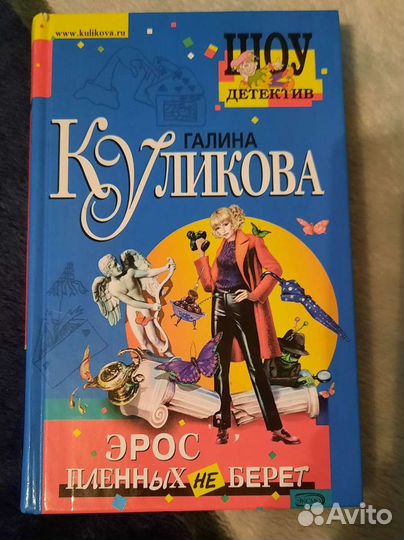 www.kulikova.ru
ШОУ
ДЕТЕКТИВ
ГАЛИНА
КУЛИКОВА
ЭРОС
ПЛЕННЫХ НЕ БЕРЕТ
ЭКСМО
Avito